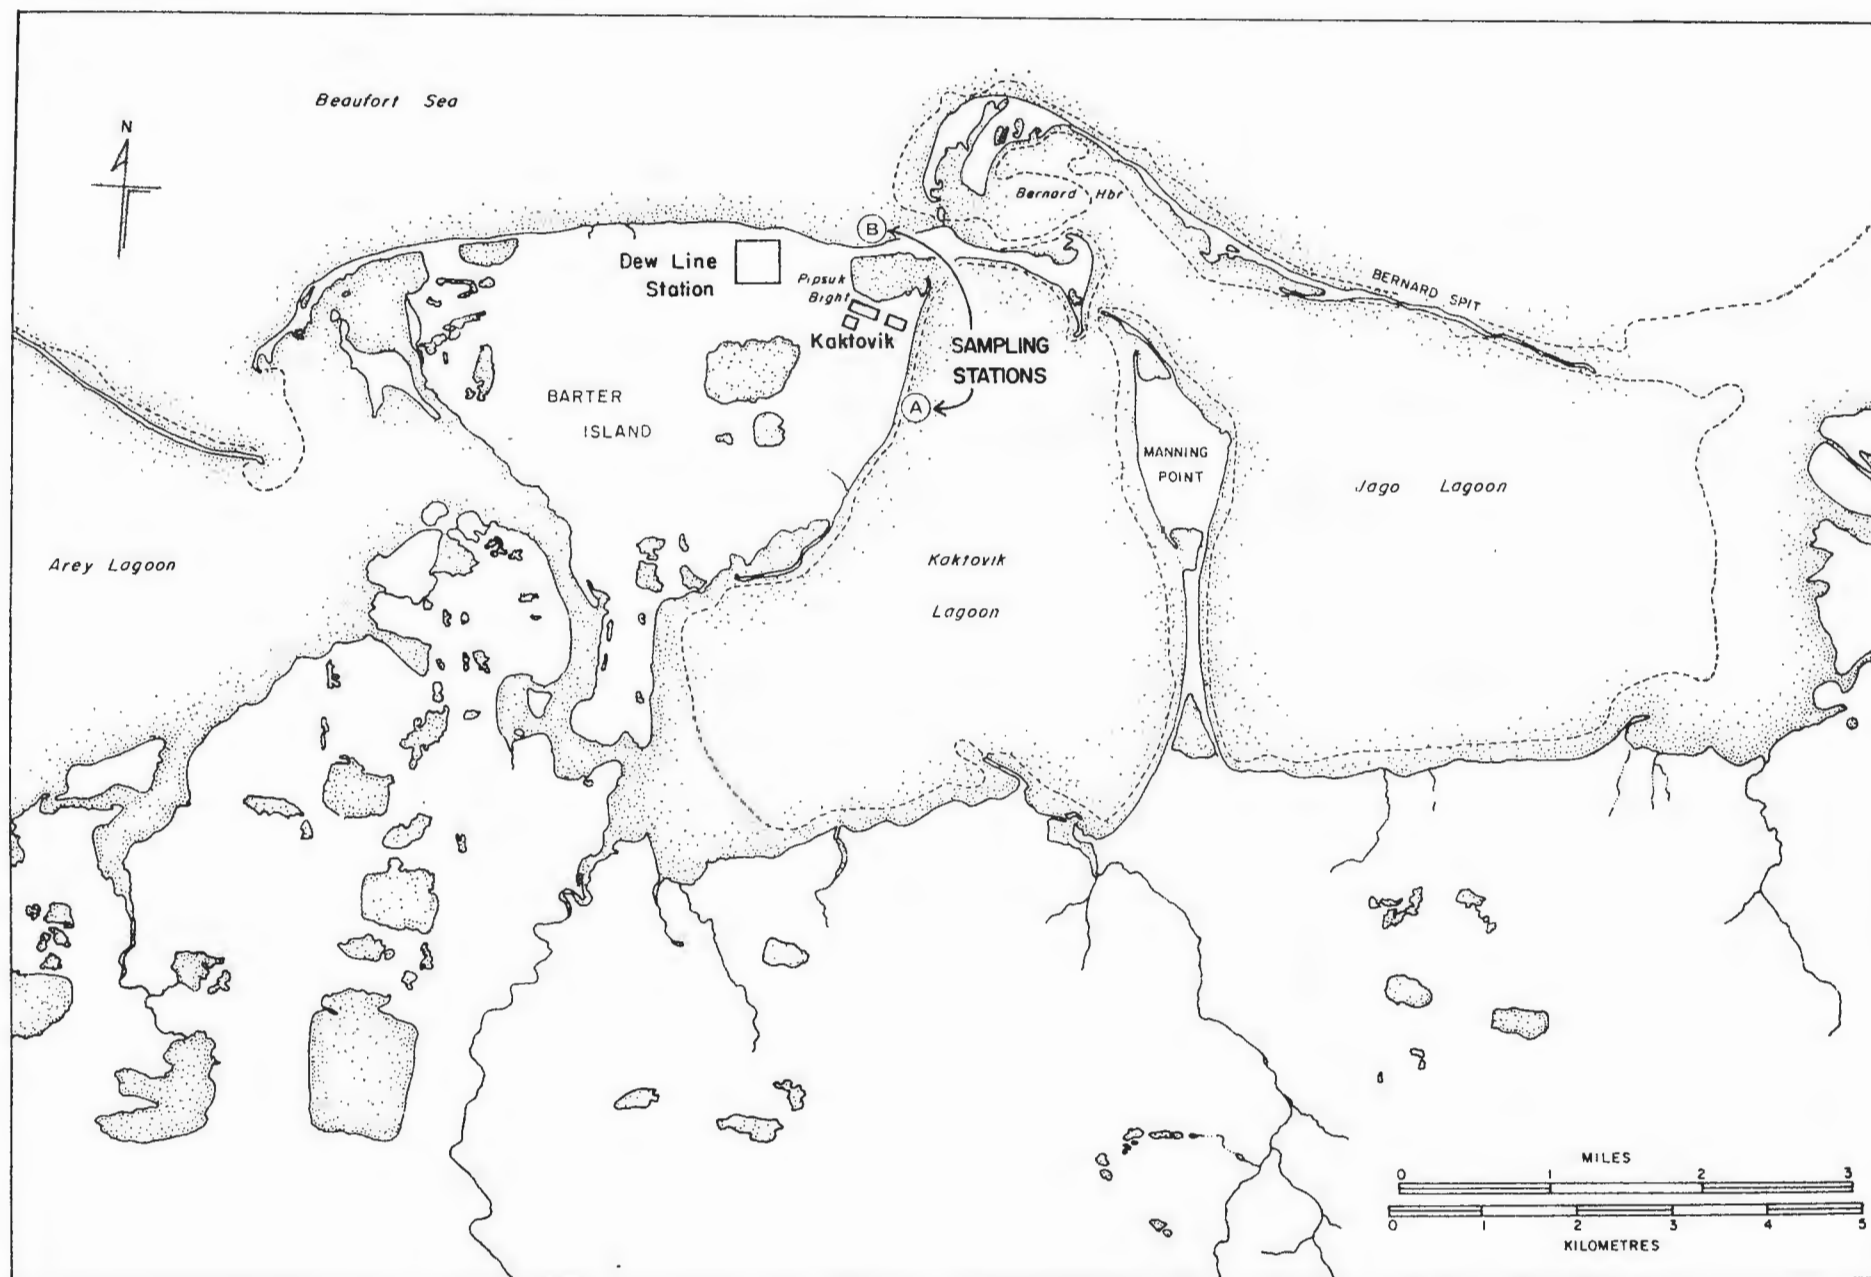 Beaufort Sea
N
Bernard Hbr
B
Dew Line
Station
Pipsuk
Bight
Kaktovik
SAMPLING
STATIONS
BERNARD SPIT
BARTER
ISLAND
A
MANNING
POINT
Jago Lagoon
Arey Lagoon
Kaktovik
Lagoon
MILES
0 1 2 3
0 1 2 3 4 5
KILOMETRES